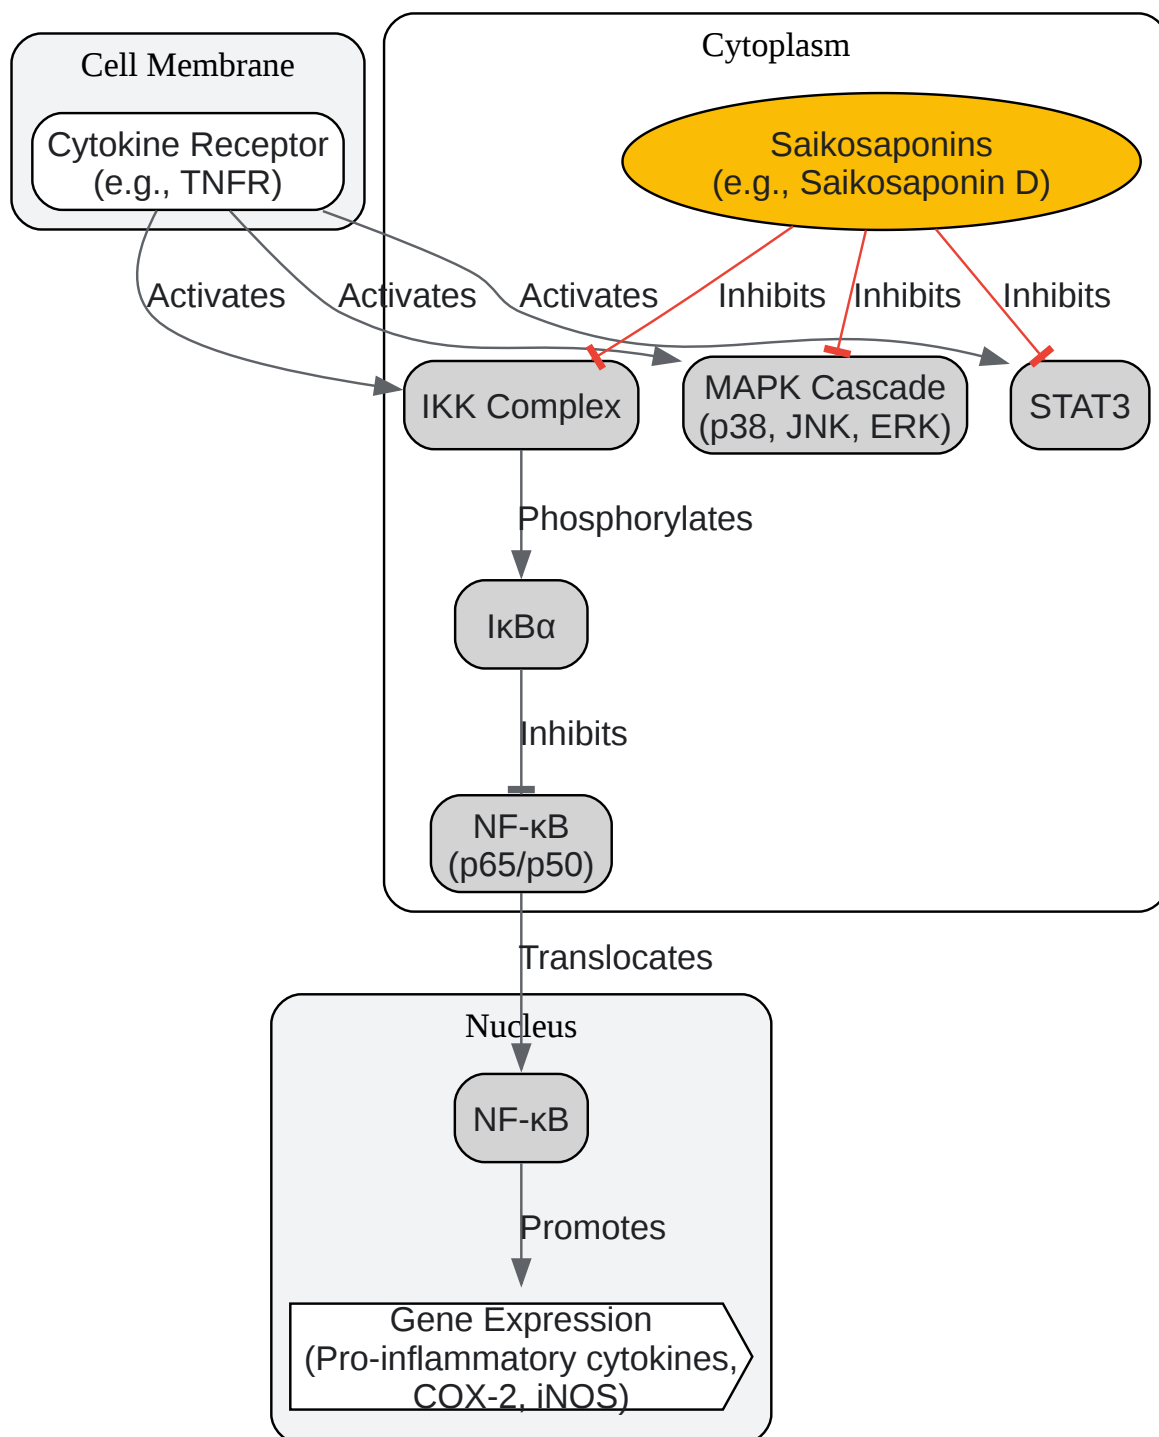 Cell Membrane
Cytokine Receptor
(e.g., TNFR)
Cytoplasm
Saikosaponins
(e.g., Saikosaponin D)
Activates
Activates
Activates
Inhibits
Inhibits
Inhibits
IKK Complex
MAPK Cascade
(p38, JNK, ERK)
STAT3
Phosphorylates
IκBα
Inhibits
NF-κB
(p65/p50)
Translocates
Nucleus
NF-κB
Promotes
Gene Expression
(Pro-inflammatory cytokines,
COX-2, iNOS)